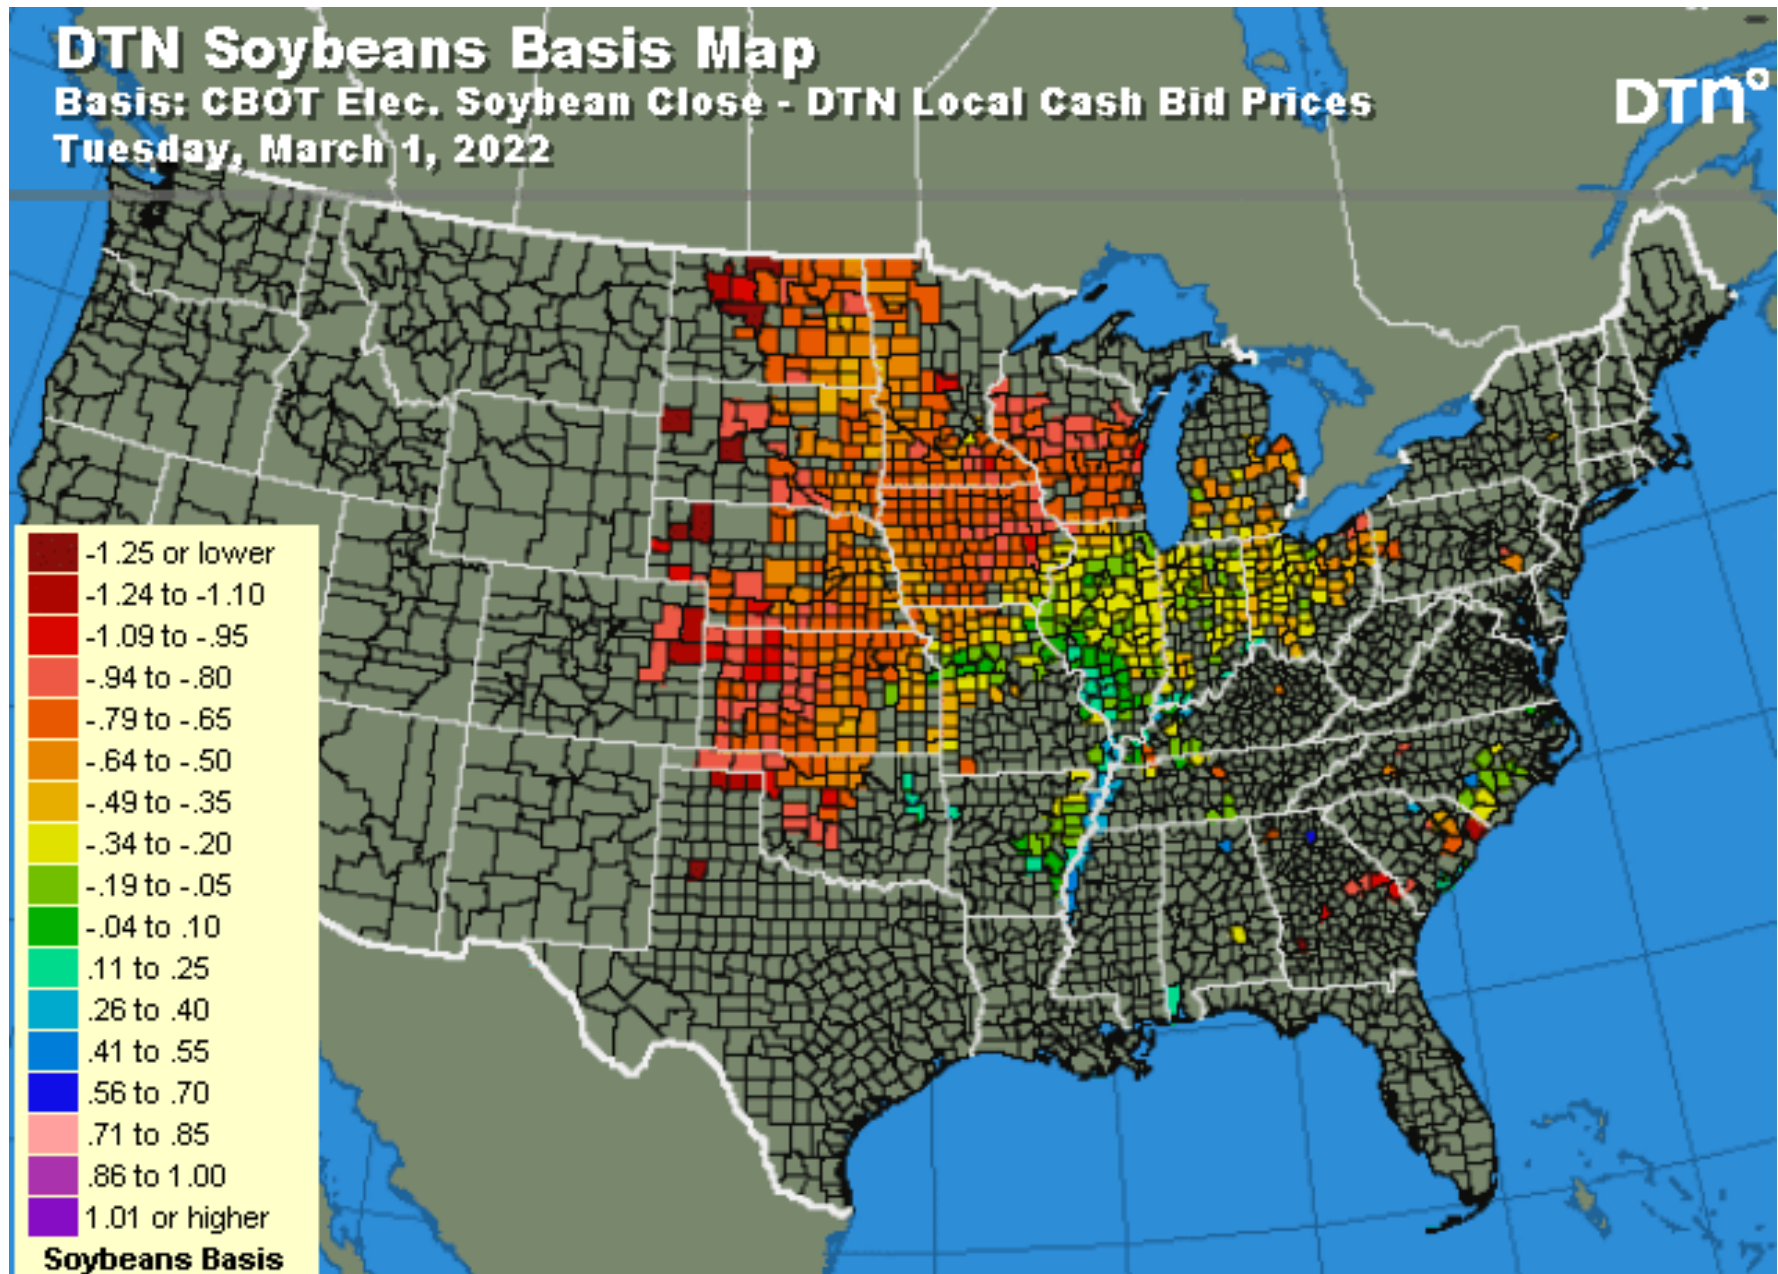 DTN Soybeans Basis Map
Basis: CBOT Elec. Soybean Close - DTN Local Cash Bid Prices
Tuesday, March 1, 2022
DTN
-1.25 or lower
-1.24 to -1.10
-1.09 to -.95
-.94 to -.80
-.79 to -.65
-.64 to -.50
-.49 to -.35
-.34 to -.20
-.19 to -.05
-.04 to .10
.11 to .25
.26 to .40
.41 to .55
.56 to .70
.71 to .85
.86 to 1.00
1.01 or higher
Soybeans Basis